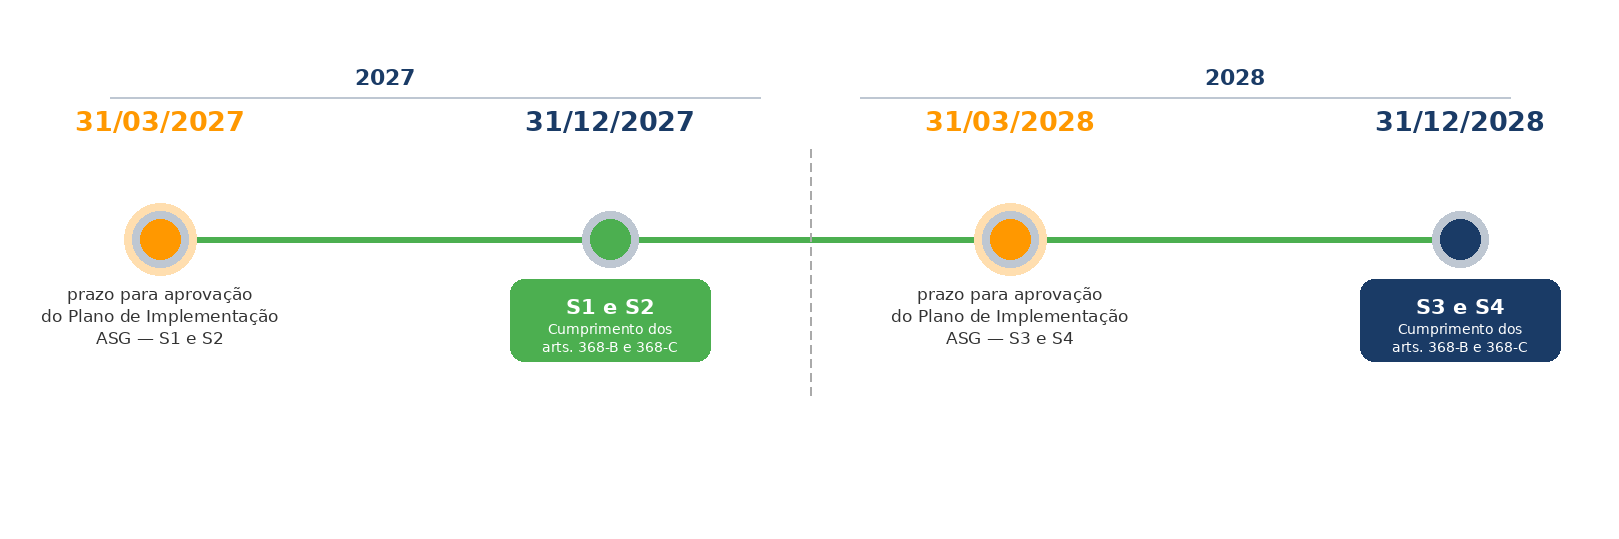 2027
2028
31/03/2027
31/12/2027
31/03/2028
31/12/2028
prazo para aprovação
do Plano de Implementação
ASG — S1 e S2
S1 e S2
Cumprimento dos
arts. 368-B e 368-C
prazo para aprovação
do Plano de Implementação
ASG — S3 e S4
S3 e S4
Cumprimento dos
arts. 368-B e 368-C